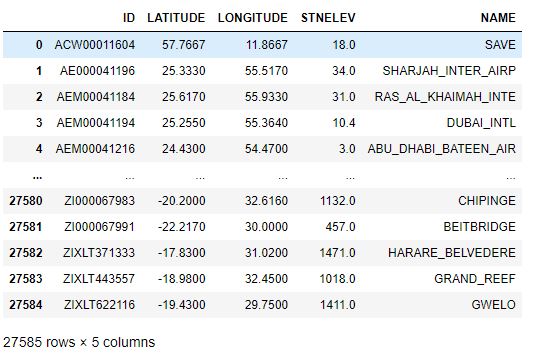 ID LATITUDE LONGITUDE STNELEV NAME
0 ACW00011604 57.7667 11.8667 18.0 SAVE
1 AE000041196 25.3330 55.5170 34.0 SHARJAH_INTER_AIRP
2 AEM00041184 25.6170 55.9330 31.0 RAS_AL_KHAIMAH_INTE
3 AEM00041194 25.2550 55.3640 10.4 DUBAI_INTL
4 AEM00041216 24.4300 54.4700 3.0 ABU_DHABI_BATEEN_AIR
... ... ... ... ... ...
27580 ZI000067983 -20.2000 32.6160 1132.0 CHIPINGE
27581 ZI000067991 -22.2170 30.0000 457.0 BEITBRIDGE
27582 ZIXLT371333 -17.8300 31.0200 1471.0 HARARE_BELVEDERE
27583 ZIXLT443557 -18.9800 32.4500 1018.0 GRAND_REEF
27584 ZIXLT622116 -19.4300 29.7500 1411.0 GWELO
27585 rows × 5 columns